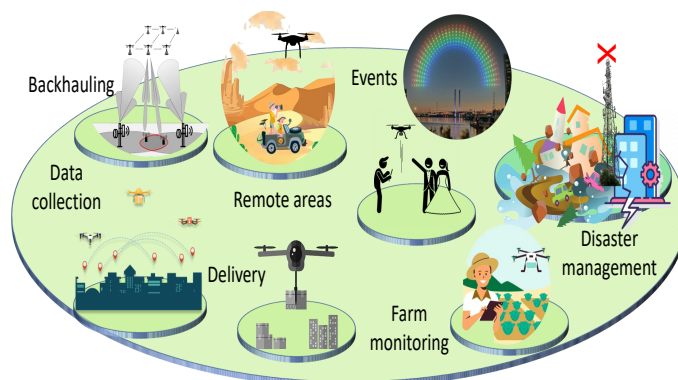 Backhauling
Events
Data
collection
Remote areas
Disaster
management
Delivery
Farm
monitoring